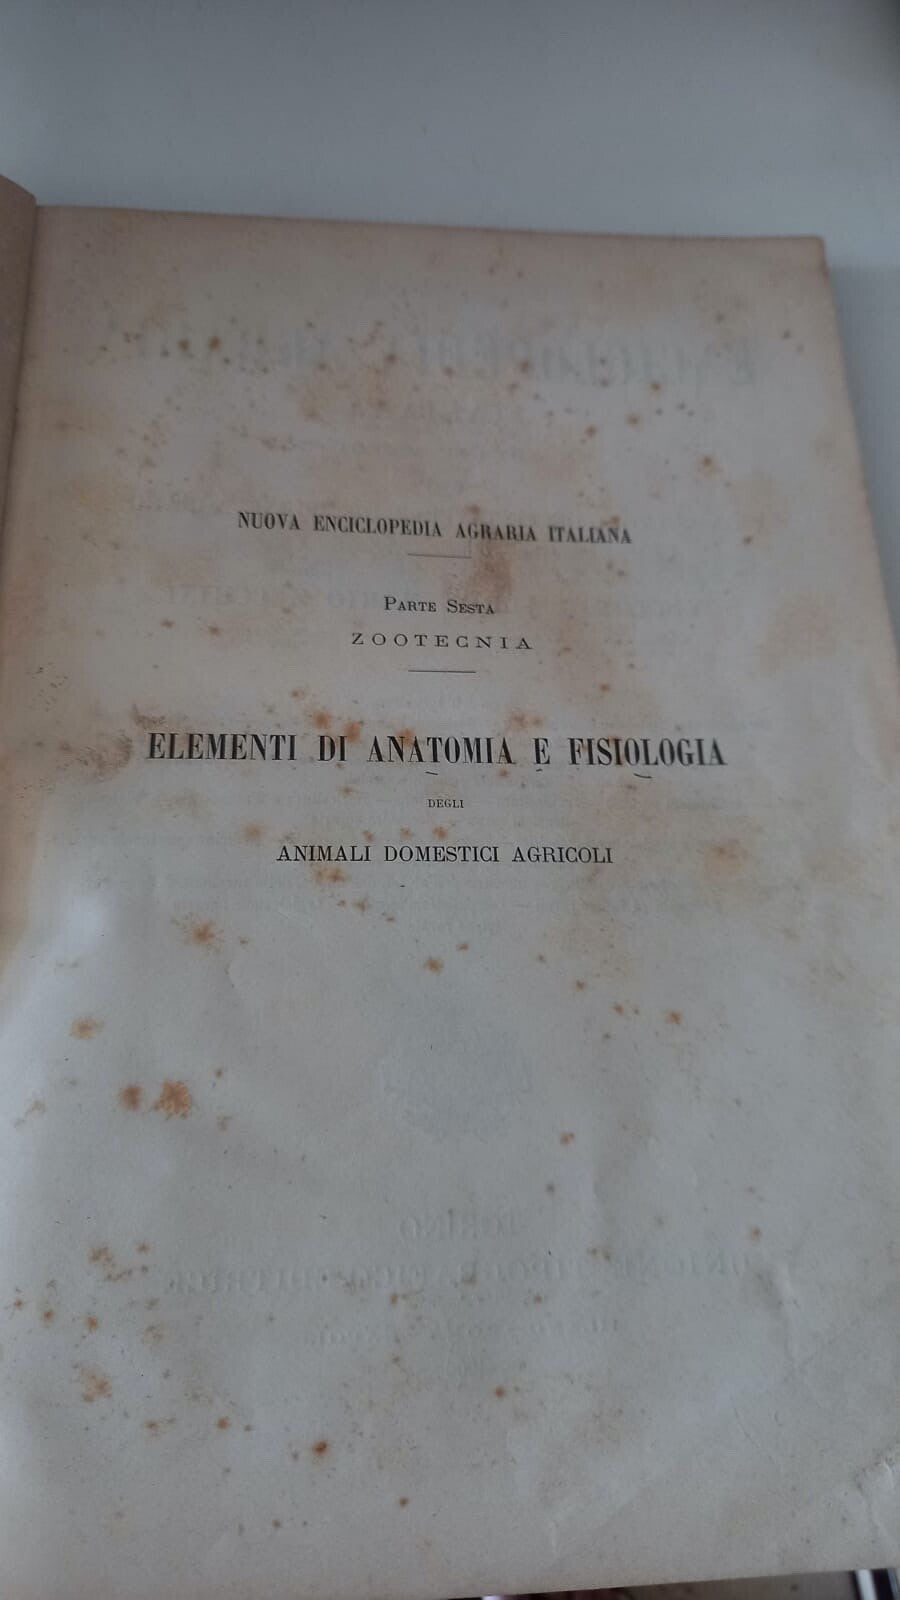 NUOVA ENCICLOPEDIA AGRARIA ITALIANA
PARTE SESTA
ZOOTECNIA
ELEMENTI DI ANATOMIA E FISIOLOGIA
DEGLI
ANIMALI DOMESTICI AGRICOLI